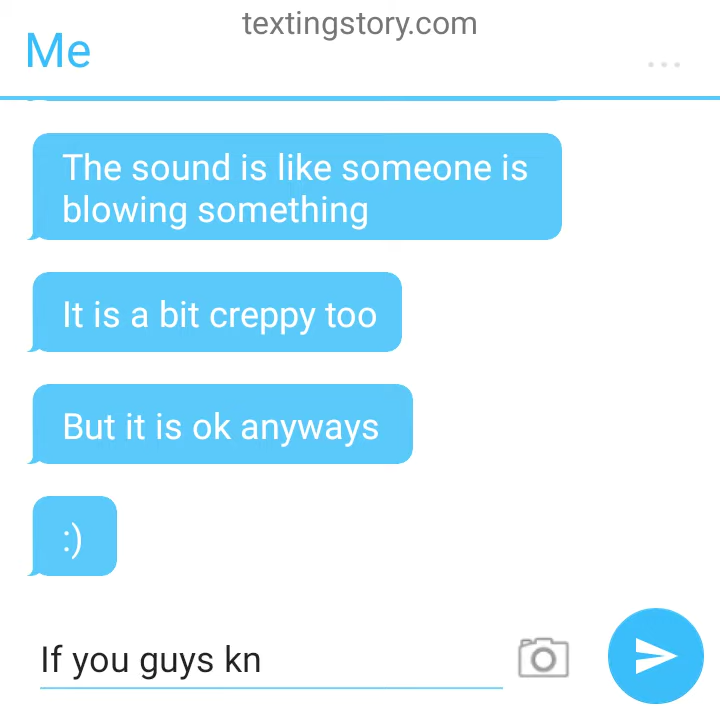 textingstory.com
Me
The sound is like someone is
blowing something
It is a bit creppy too
But it is ok anyways
:)
If you guys kn